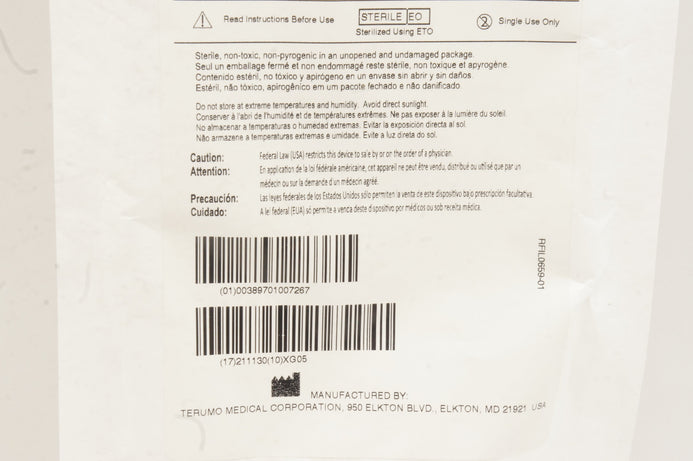 Read Instructions Before Use
STERILE EO
Sterilized Using ETO
2
Single Use Only
Sterile, non-toxic, non-pyrogenic in an unopened and undamaged package.
Seul un emballage fermé et non endommagé reste stérile, non toxique et apyrogène.
Contenido estéril, no tóxico y apirógeno en un envase sin abrir y sin daños.
Estéril, não tóxico, apirogênico em um pacote fechado e não danificado
Do not store at extreme temperatures and humidity. Avoid direct sunlight.
Conserver à l'abri de l'humidité et de températures extrêmes. Ne pas exposer à la lumière du soleil.
No almacenar a temperaturas o humedad extremas. Evitar la exposición directa al sol.
Não armazene a temperaturas extremas e umidade. Evite a luz direta do sol.
Caution: Federal Law (USA) restricts this device to sale by or on the order of a physician.
Attention: En application de la loi fédérale américaine, cet appareil ne peut être vendu, distribué ou utilisé que par un
médecin ou sur la demande d'un médecin agréé.
Precaución: Las leyes federales de los Estados Unidos sólo permiten la venta de este dispositivo bajo prescripción facultativa.
Cuidado: A lei federal (EUA) só permite a venda deste dispositivo por médicos ou sob receita médica.
(01)00389701007267
RFIL0659-01
(17)211130(10)XG05
MANUFACTURED BY:
TERUMO MEDICAL CORPORATION, 950 ELKTON BLVD., ELKTON, MD 21921 USA